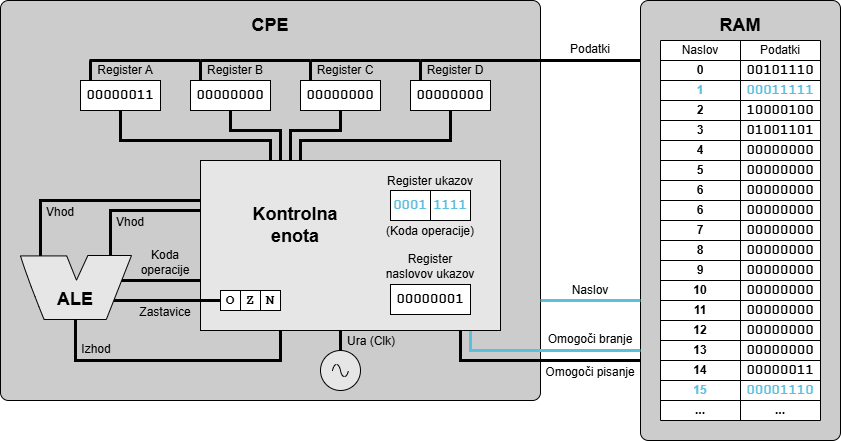 CPE
Register A
Register B
Register C
Register D
00000011
00000000
00000000
00000000
Kontrolna
enota
Register ukazov
0001 1111
(Koda operacije)
Register
naslovov ukazov
00000001
O Z N
Vhod
Vhod
Koda
operacije
ALE
Zastavice
Izhod
Ura (Clk)
Podatki
Naslov
Omogoči branje
Omogoči pisanje
RAM
Naslov Podatki
0 00101110
1 00011111
2 10000100
3 01001101
4 00000000
5 00000000
6 00000000
6 00000000
7 00000000
8 00000000
9 00000000
10 00000000
11 00000000
12 00000000
13 00000000
14 00000011
15 00001110
... ...